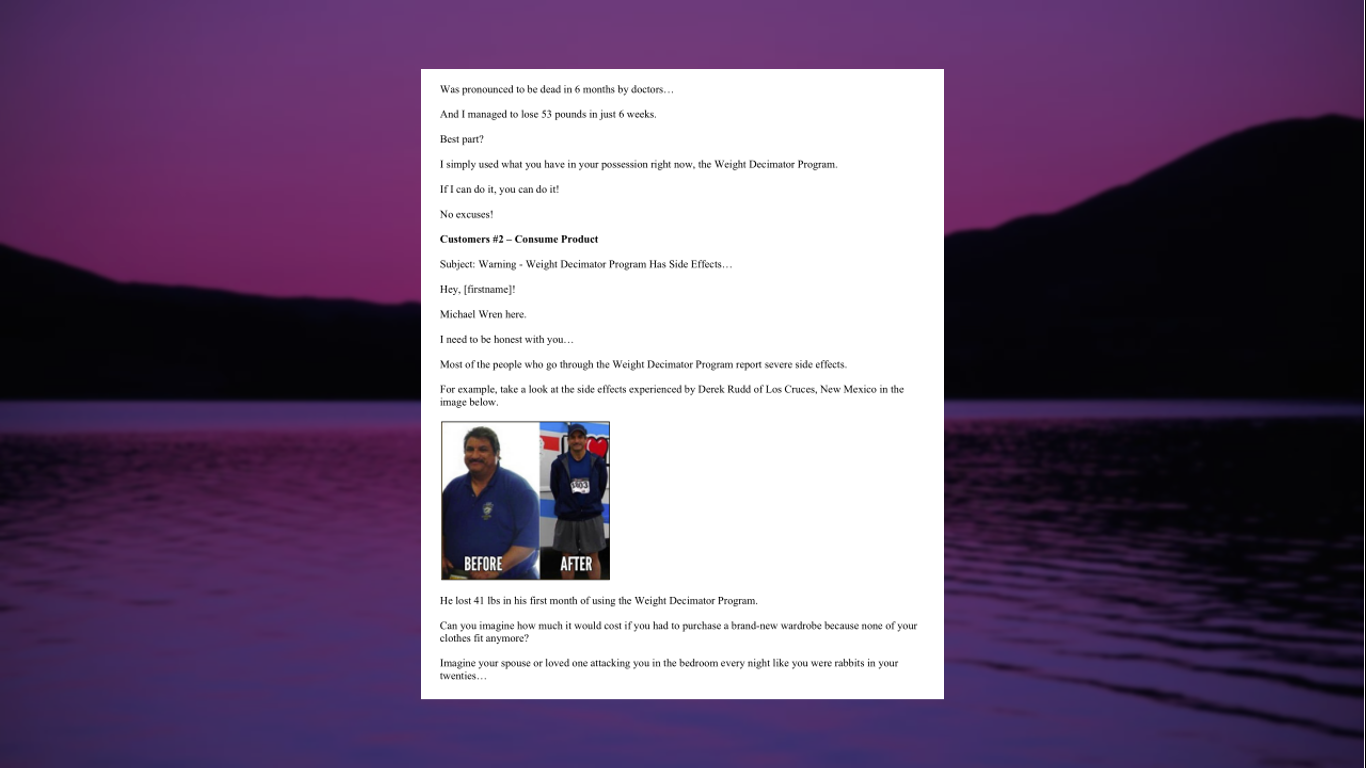 Was pronounced to be dead in 6 months by doctors…
And I managed to lose 53 pounds in just 6 weeks.
Best part?
I simply used what you have in your possession right now, the Weight Decimator Program.
If I can do it, you can do it!
No excuses!
Customers #2 – Consume Product
Subject: Warning - Weight Decimator Program Has Side Effects…
Hey, [firstname]!
Michael Wren here.
I need to be honest with you…
Most of the people who go through the Weight Decimator Program report severe side effects.
For example, take a look at the side effects experienced by Derek Rudd of Los Cruces, New Mexico in the
image below.
BEFORE
AFTER
He lost 41 lbs in his first month of using the Weight Decimator Program.
Can you imagine how much it would cost if you had to purchase a brand-new wardrobe because none of your
clothes fit anymore?
Imagine your spouse or loved one attacking you in the bedroom every night like you were rabbits in your
twenties…